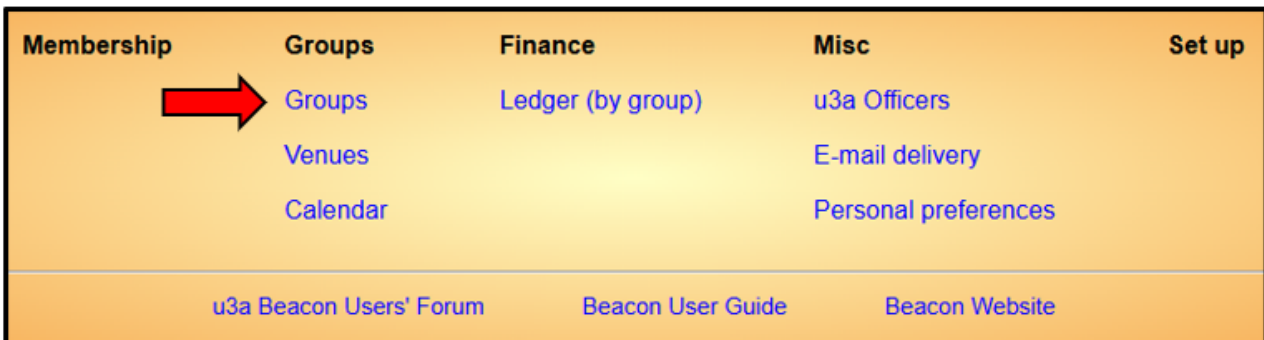 Membership Groups Finance Misc Set up
Groups Ledger (by group) u3a Officers
Venues E-mail delivery
Calendar Personal preferences
u3a Beacon Users' Forum Beacon User Guide Beacon Website